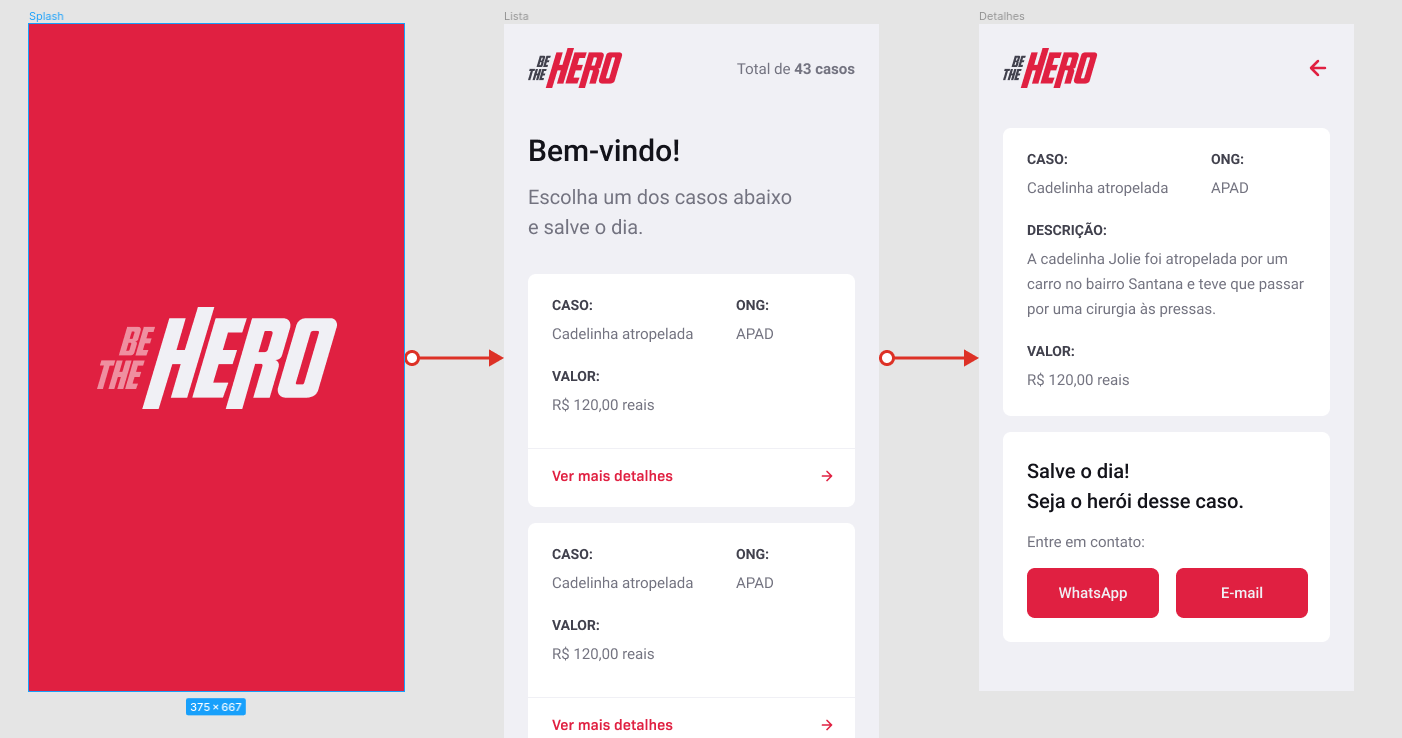 Splash
BE
THE HERO
375 × 667
Lista
BE
THE HERO
Total de 43 casos
Bem-vindo!
Escolha um dos casos abaixo
e salve o dia.
CASO: ONG:
Cadelinha atropelada APAD
VALOR:
R$ 120,00 reais
Ver mais detalhes
CASO: ONG:
Cadelinha atropelada APAD
VALOR:
R$ 120,00 reais
Ver mais detalhes
Detalhes
BE
THE HERO
CASO: ONG:
Cadelinha atropelada APAD
DESCRIÇÃO:
A cadelinha Jolie foi atropelada por um
carro no bairro Santana e teve que passar
por uma cirurgia às pressas.
VALOR:
R$ 120,00 reais
Salve o dia!
Seja o herói desse caso.
Entre em contato:
WhatsApp E-mail